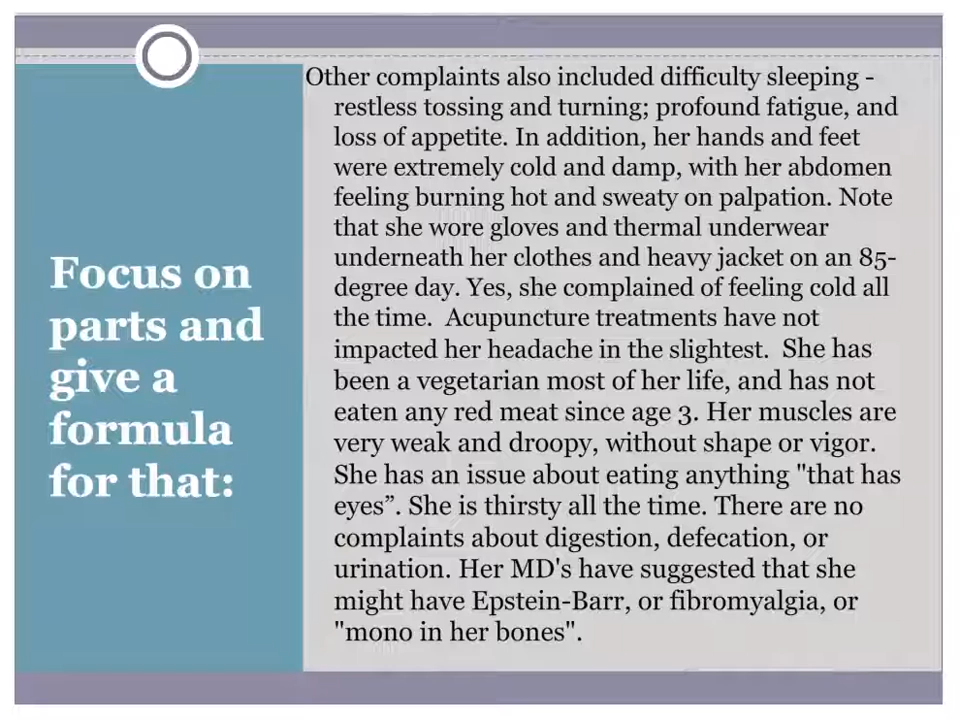 Focus on
parts and
give a
formula
for that:
Other complaints also included difficulty sleeping -
restless tossing and turning; profound fatigue, and
loss of appetite. In addition, her hands and feet
were extremely cold and damp, with her abdomen
feeling burning hot and sweaty on palpation. Note
that she wore gloves and thermal underwear
underneath her clothes and heavy jacket on an 85-
degree day. Yes, she complained of feeling cold all
the time.  Acupuncture treatments have not
impacted her headache in the slightest.  She has
been a vegetarian most of her life, and has not
eaten any red meat since age 3. Her muscles are
very weak and droopy, without shape or vigor.
She has an issue about eating anything "that has
eyes”. She is thirsty all the time. There are no
complaints about digestion, defecation, or
urination. Her MD's have suggested that she
might have Epstein-Barr, or fibromyalgia, or
"mono in her bones".